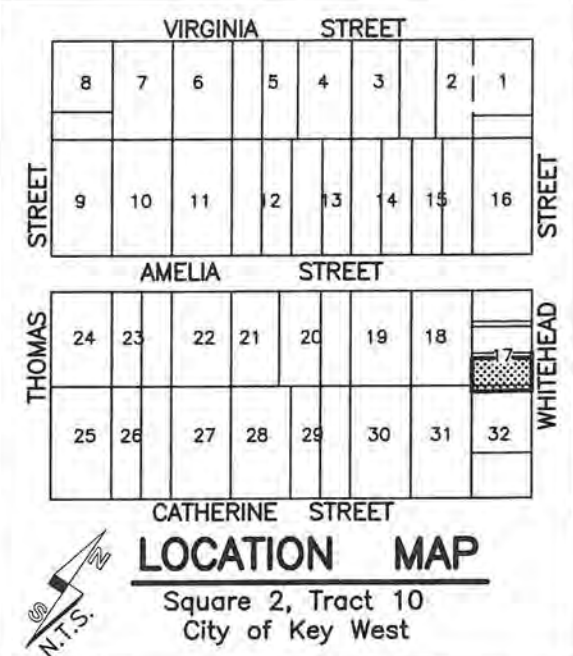 VIRGINIA STREET
8 7 6 5 4 3 2 1
9 10 11 12 13 14 15 16
STREET
STREET
AMELIA STREET
THOMAS
WHITEHEAD
24 23 22 21 20 19 18 17
25 26 27 28 29 30 31 32
CATHERINE STREET
N
S
N.T.S.
LOCATION MAP
Square 2, Tract 10
City of Key West